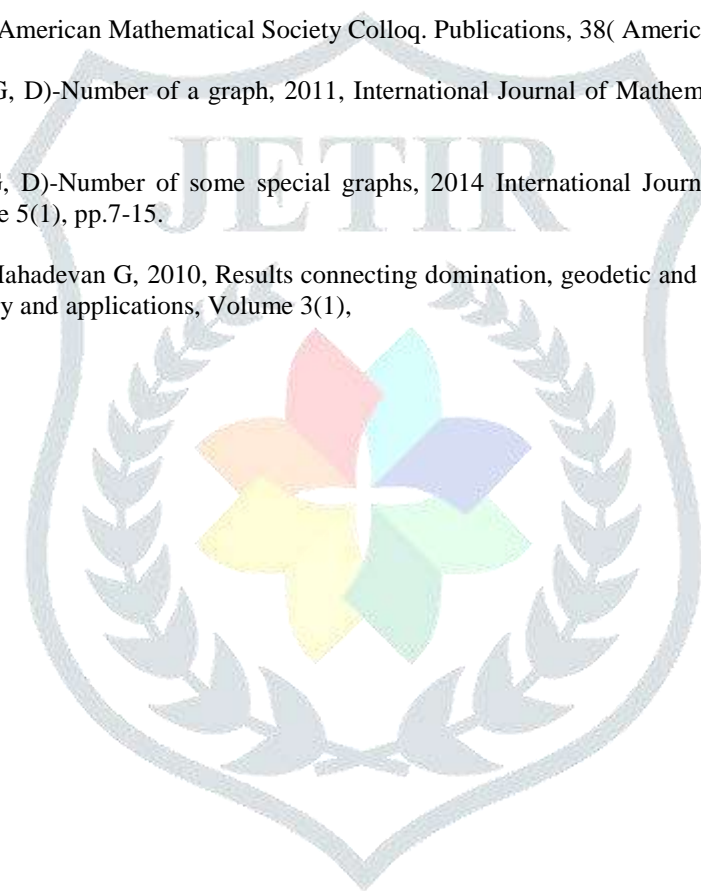 American Mathematical Society Colloq. Publications, 38( Americ
G, D)-Number of a graph, 2011, International Journal of Mathem
JETIR
, D)-Number of some special graphs, 2014 International Journ
e 5(1), pp.7-15.
Mahadevan G, 2010, Results connecting domination, geodetic and
y and applications, Volume 3(1),